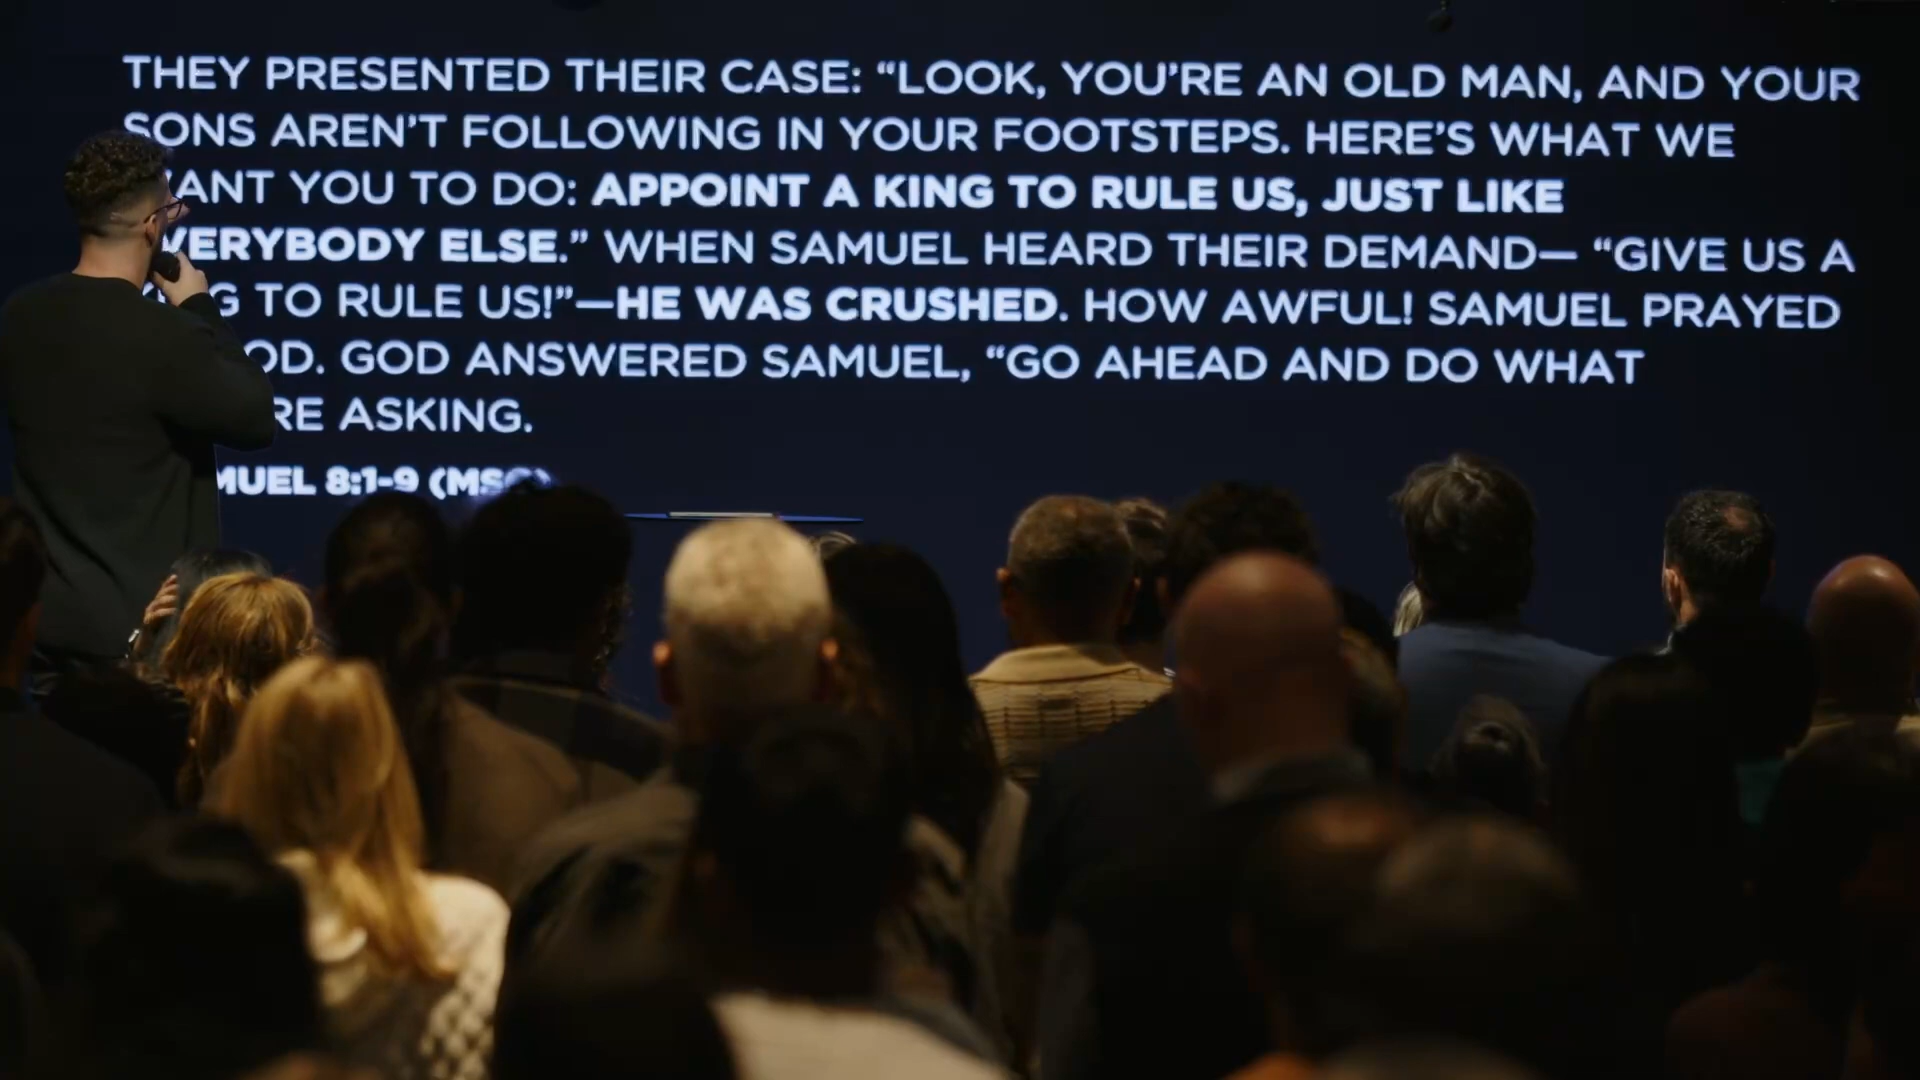 THEY PRESENTED THEIR CASE: “LOOK, YOU’RE AN OLD MAN, AND YOUR
SONS AREN’T FOLLOWING IN YOUR FOOTSTEPS. HERE’S WHAT WE
ANT YOU TO DO: APPOINT A KING TO RULE US, JUST LIKE
VERYBODY ELSE.” WHEN SAMUEL HEARD THEIR DEMAND— “GIVE US A
G TO RULE US!”—HE WAS CRUSHED. HOW AWFUL! SAMUEL PRAYED
OD. GOD ANSWERED SAMUEL, “GO AHEAD AND DO WHAT
RE ASKING.
MUEL 8:1-9 (MSG)